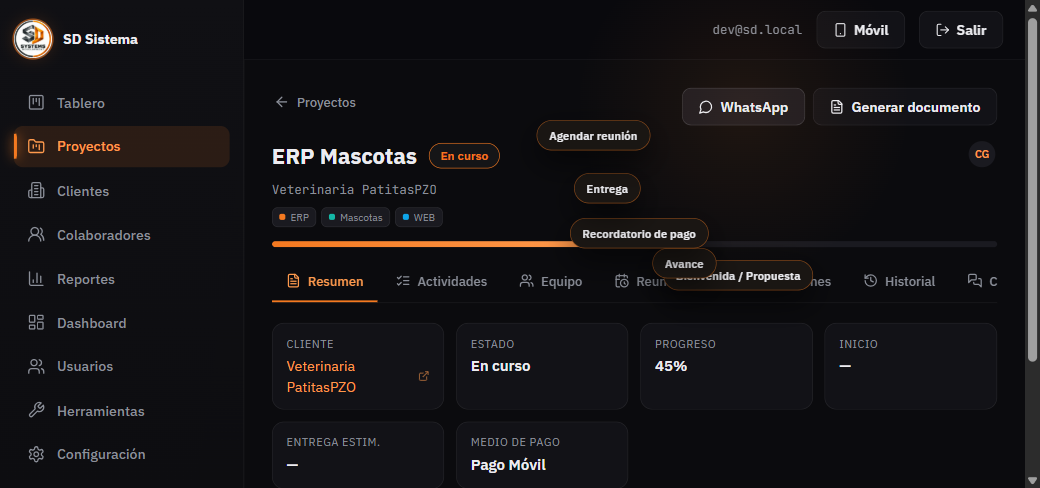 SD SYSTEMS
SD Sistema
dev@sd.local
Móvil
Salir
Tablero
Proyectos
Clientes
Colaboradores
Reportes
Dashboard
Usuarios
Herramientas
Configuración
Proyectos
WhatsApp
Generar documento
Agendar reunión
ERP Mascotas
En curso
CG
Entrega
Veterinaria PatitasPZO
ERP
Mascotas
WEB
Recordatorio de pago
Avance
/ Propuesta
Resumen
Actividades
Equipo
Historial
C
CLIENTE
Veterinaria
PatitasPZO
ESTADO
En curso
PROGRESO
45%
INICIO
—
ENTREGA ESTIM.
—
MEDIO DE PAGO
Pago Móvil